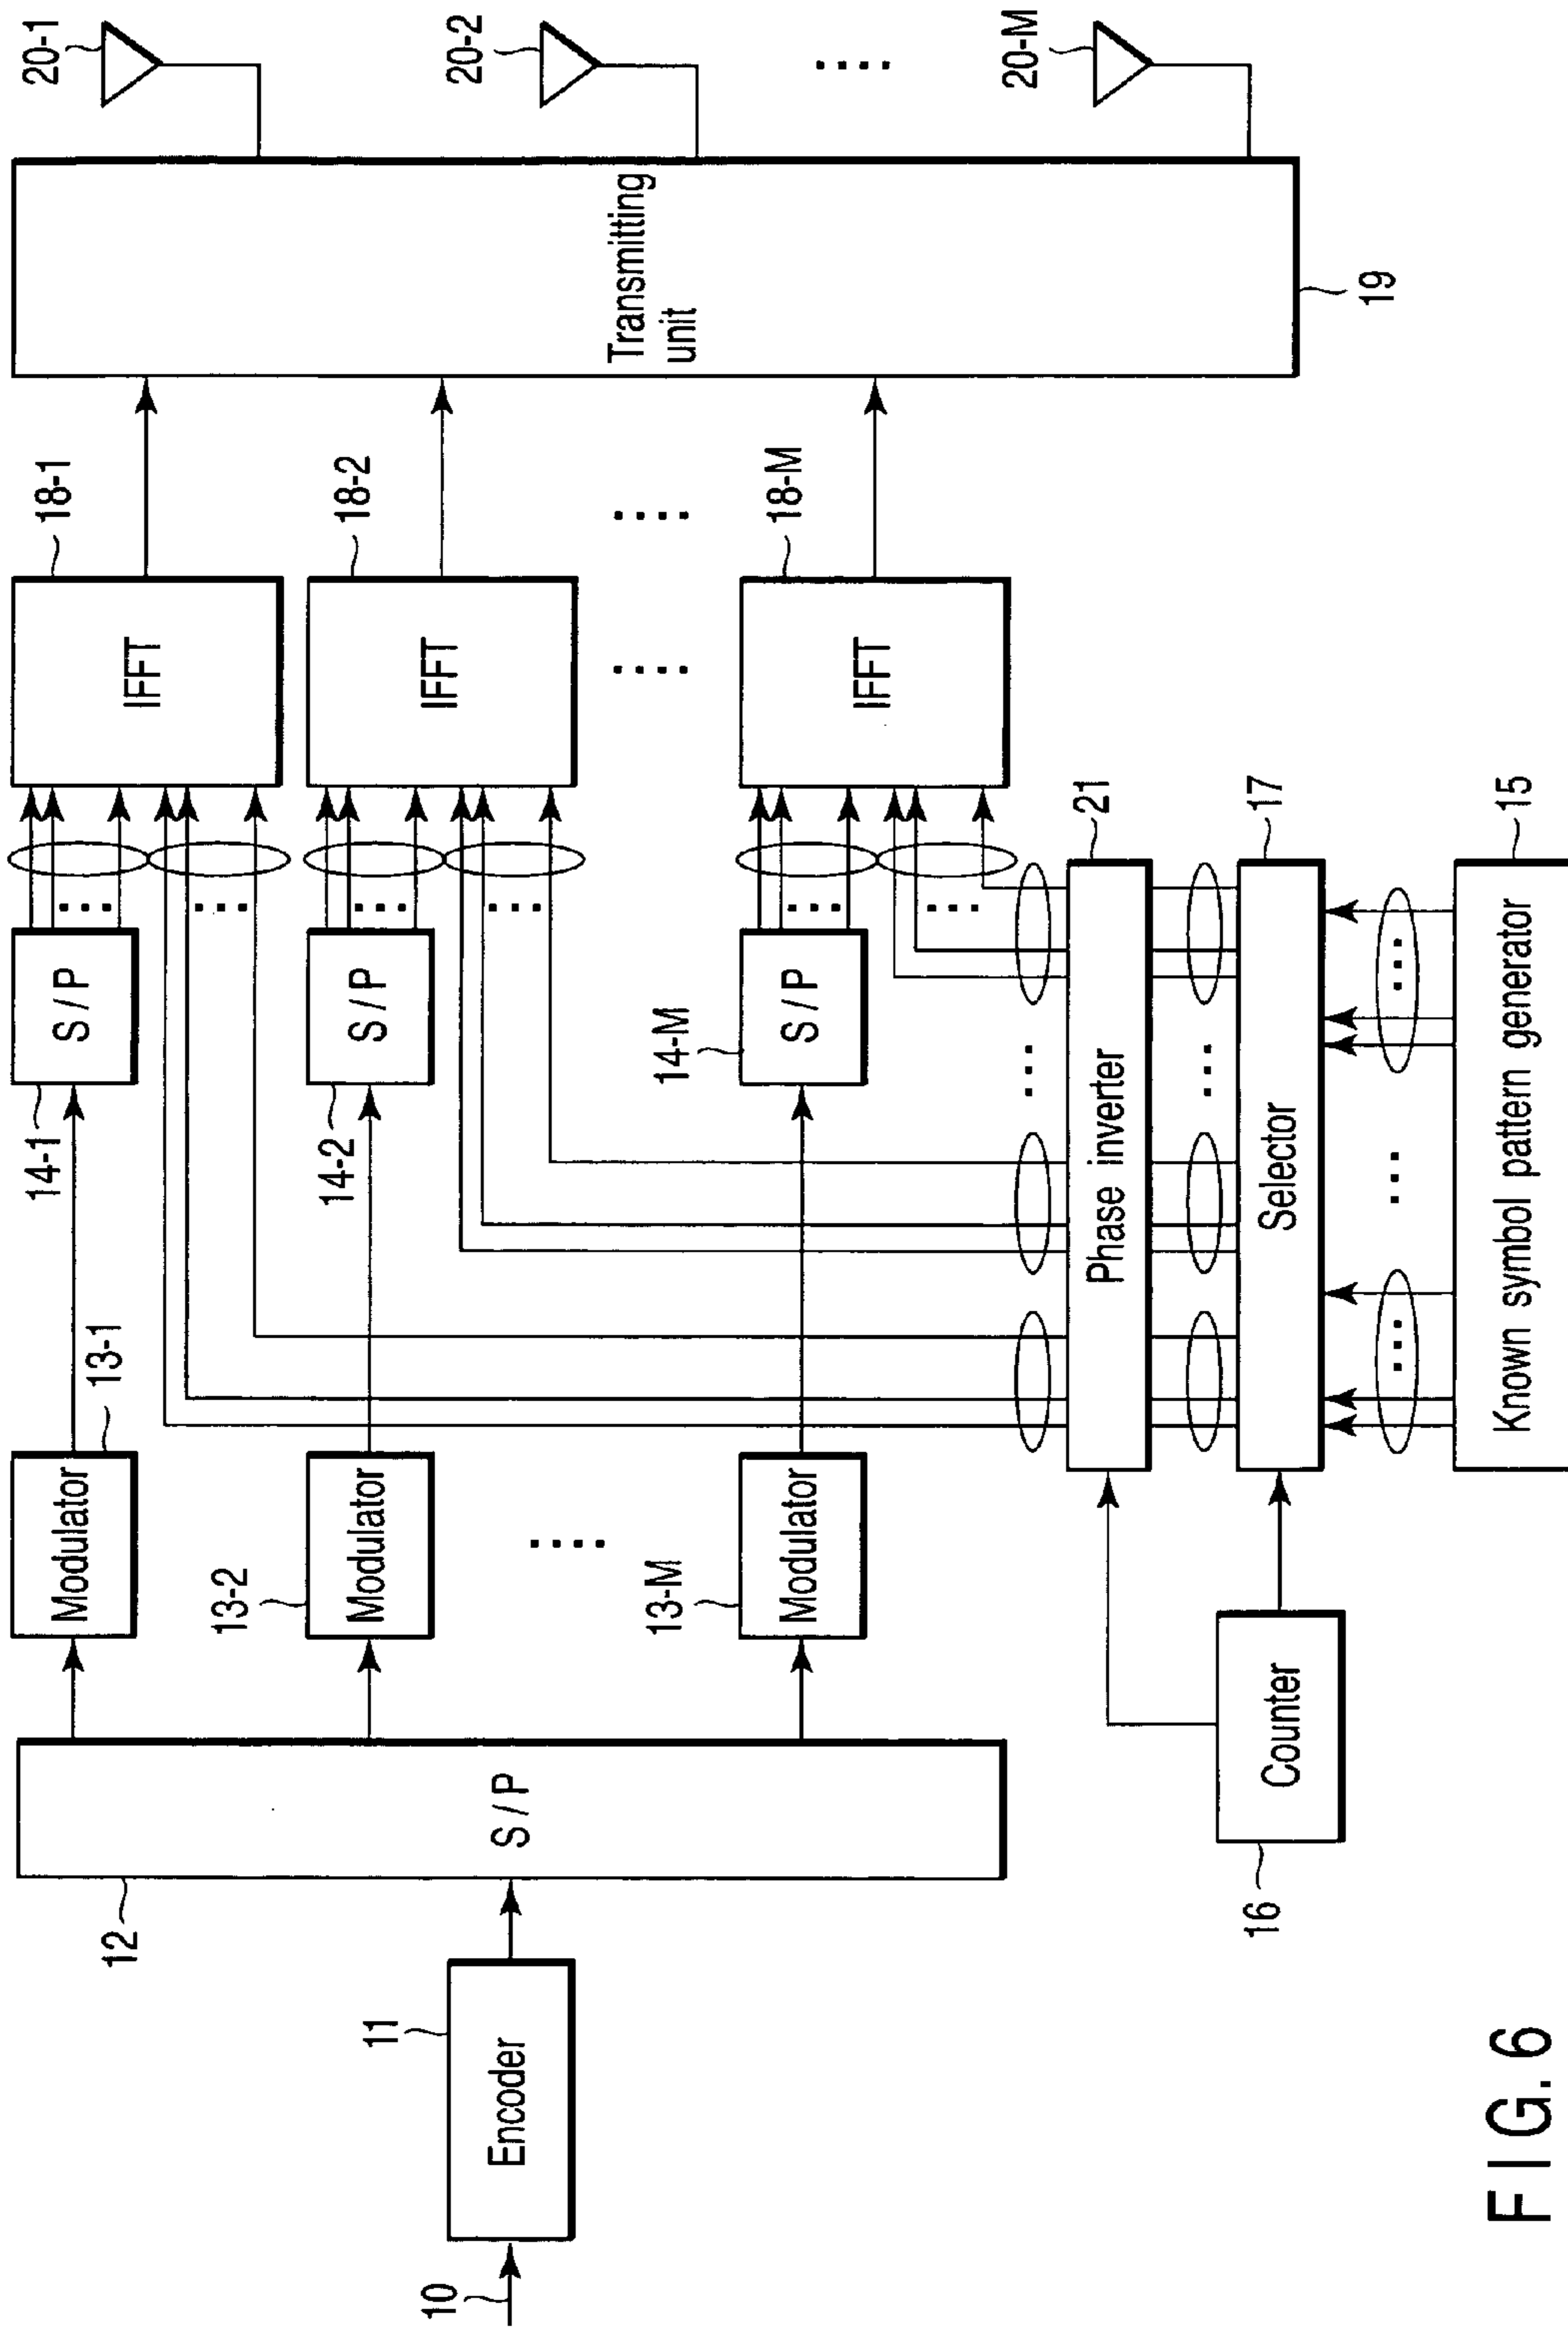 10
Encoder
11
S/P
12
Modulator
13-1
Modulator
13-2
....
Modulator
13-M
S/P
14-1
S/P
14-2
S/P
14-M
IFFT
18-1
IFFT
18-2
....
....
IFFT
18-M
Transmitting
unit
19
20-1
20-2
....
20-M
Counter
16
Phase inverter
21
Selector
17
Known symbol pattern generator
15
FIG. 6